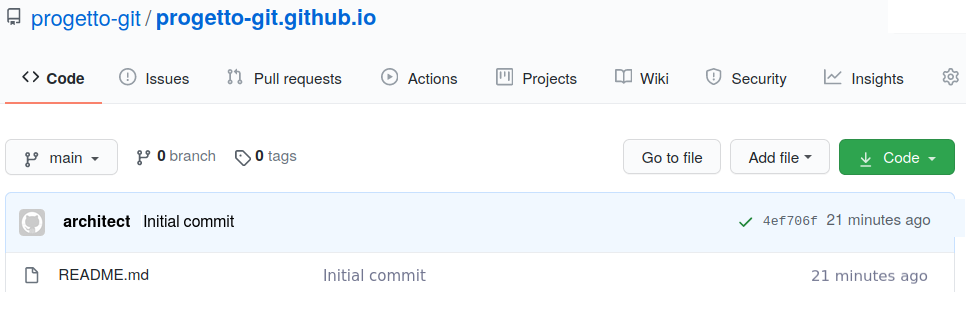 progetto-git / progetto-git.github.io
Code Issues Pull requests Actions Projects Wiki Security Insights
main 0 branch 0 tags Go to file Add file Code
architect Initial commit 4ef706f 21 minutes ago
README.md Initial commit 21 minutes ago